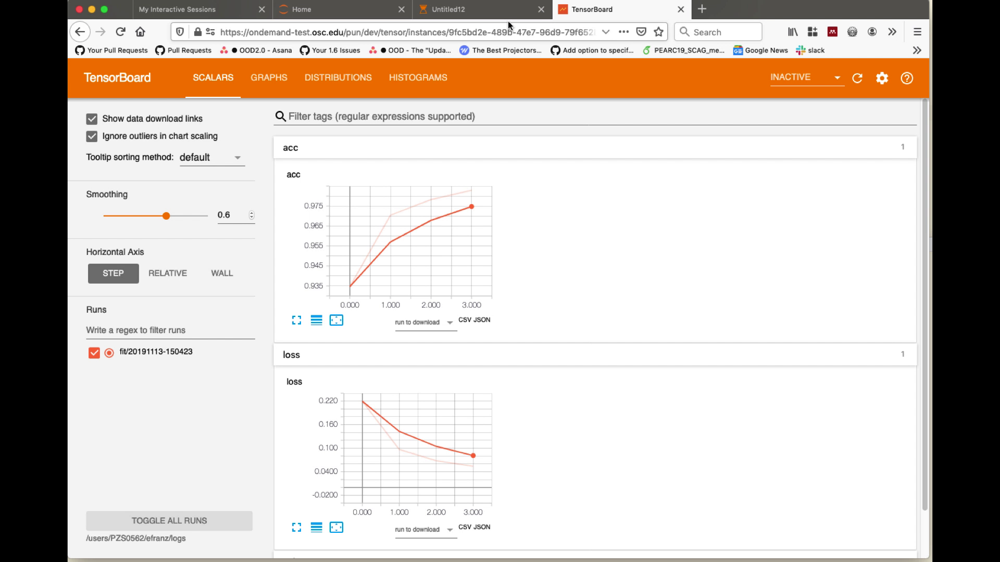 My Interactive Sessions
Home
Untitled12
TensorBoard
https://ondemand-test.osc.edu/pun/dev/tensor/instances/9fc5bd2e-489b-47e7-96d9-79f652
Search
Your Pull Requests
Pull Requests
OOD2.0 - Asana
Your 1.6 Issues
OOD - The "Upda...
The Best Projectors...
Add option to specif...
PEARC19_SCAG_me...
Google News
slack
TensorBoard
SCALARS
GRAPHS
DISTRIBUTIONS
HISTOGRAMS
INACTIVE
Show data download links
Ignore outliers in chart scaling
Tooltip sorting method: default
Smoothing
0.6
Horizontal Axis
STEP
RELATIVE
WALL
Runs
Write a regex to filter runs
fit/20191113-150423
TOGGLE ALL RUNS
/users/PZS0562/efranz/logs
Filter tags (regular expressions supported)
acc
1
acc
0.975
0.965
0.955
0.945
0.935
0.000 1.000 2.000 3.000
run to download CSV JSON
loss
1
loss
0.220
0.160
0.100
0.0400
-0.0200
0.000 1.000 2.000 3.000
run to download CSV JSON